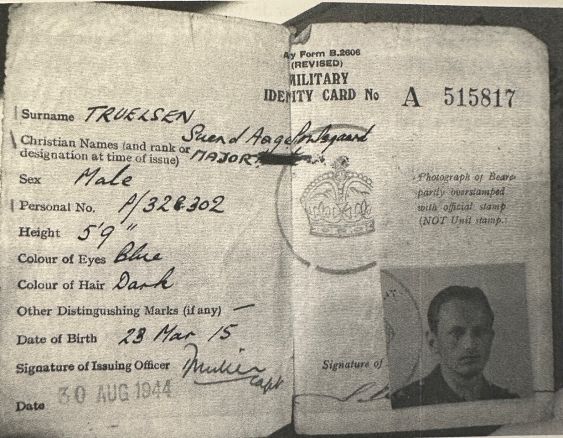 Surname TRUELSEN
Christian Names (and rank or Svend Aage
designation at time of issue) MAJOR
Sex Male
Personal No. P/328302
Height 5'9"
Colour of Eyes Blue
Colour of Hair Dark
Other Distinguishing Marks (if any) —
Date of Birth 23 Mar 15
Signature of Issuing Officer Capt
Date 30 AUG 1944
y Form B.2606
(REVISED)
MILITARY
IDENTITY CARD No A 515817
Photograph of Beare
partly overstamped
with official stamp
(NOT Unit stamp.
Signature of